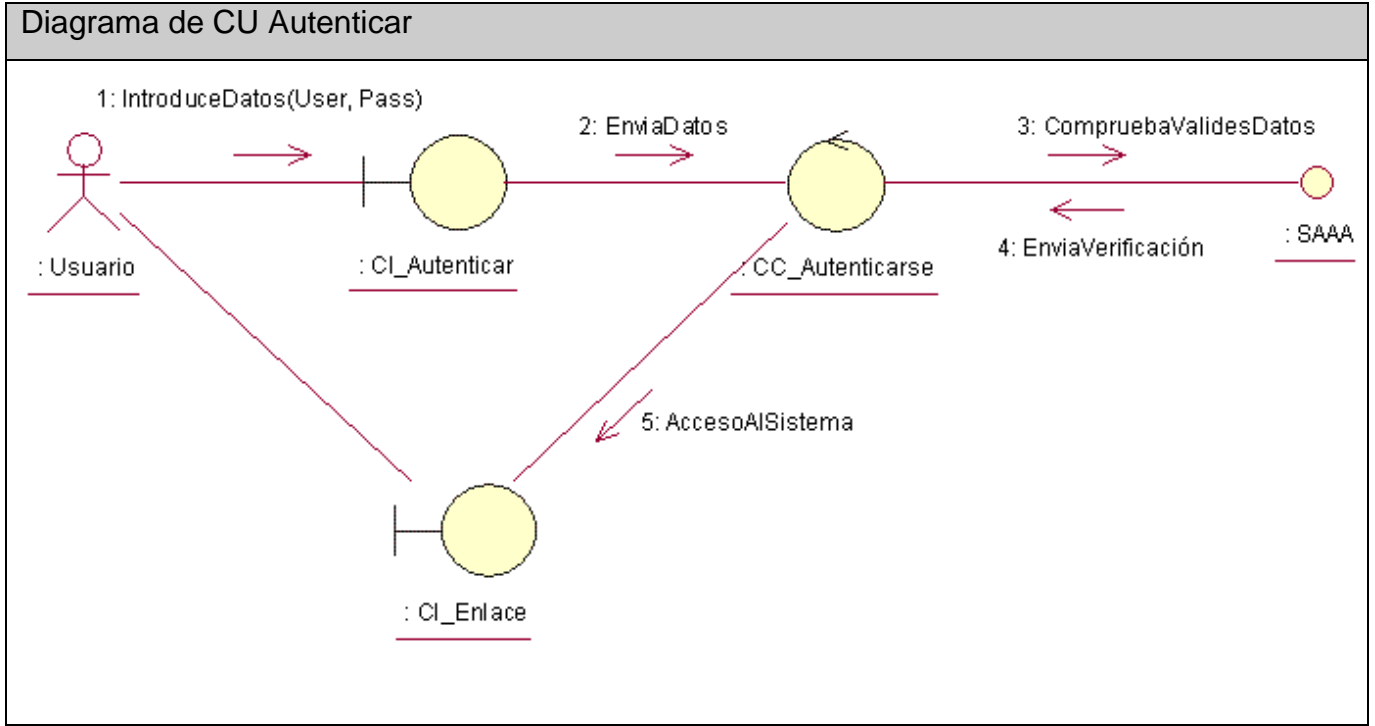 Diagrama de CU Autenticar
1: IntroduceDatos(User, Pass)
2: EnviaDatos
3: CompruebaValidesDatos
4: EnviaVerificación
: SAAA
: Usuario
: CI_Autenticar
: CC_Autenticarse
5: AccesoAlSistema
: CI_Enlace